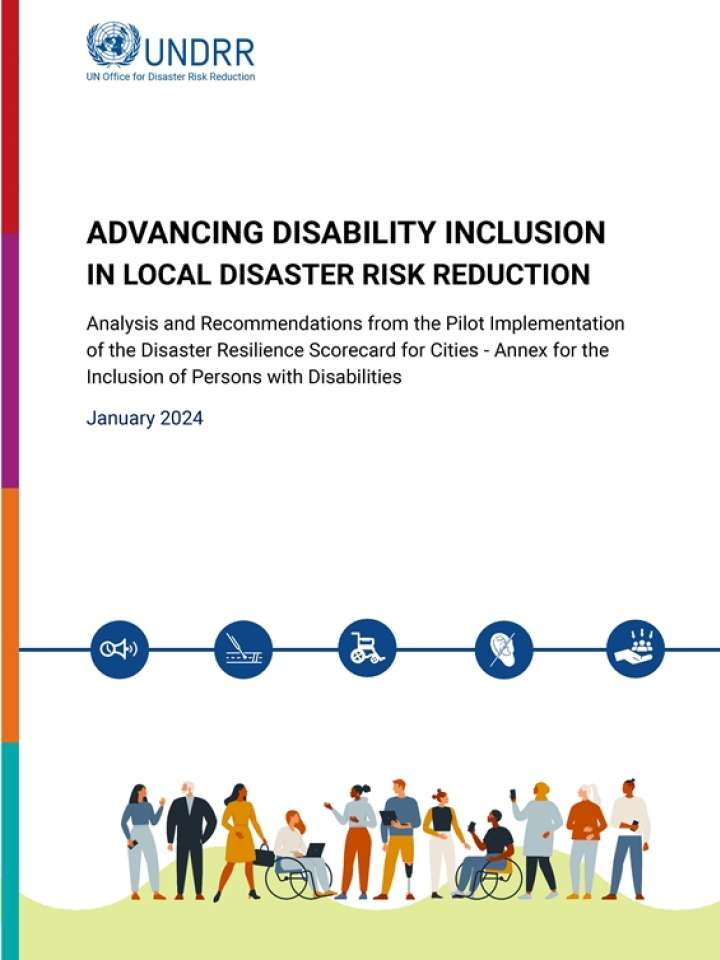 UNDRR
UN Office for Disaster Risk Reduction
ADVANCING DISABILITY INCLUSION
IN LOCAL DISASTER RISK REDUCTION
Analysis and Recommendations from the Pilot Implementation
of the Disaster Resilience Scorecard for Cities - Annex for the
Inclusion of Persons with Disabilities
January 2024